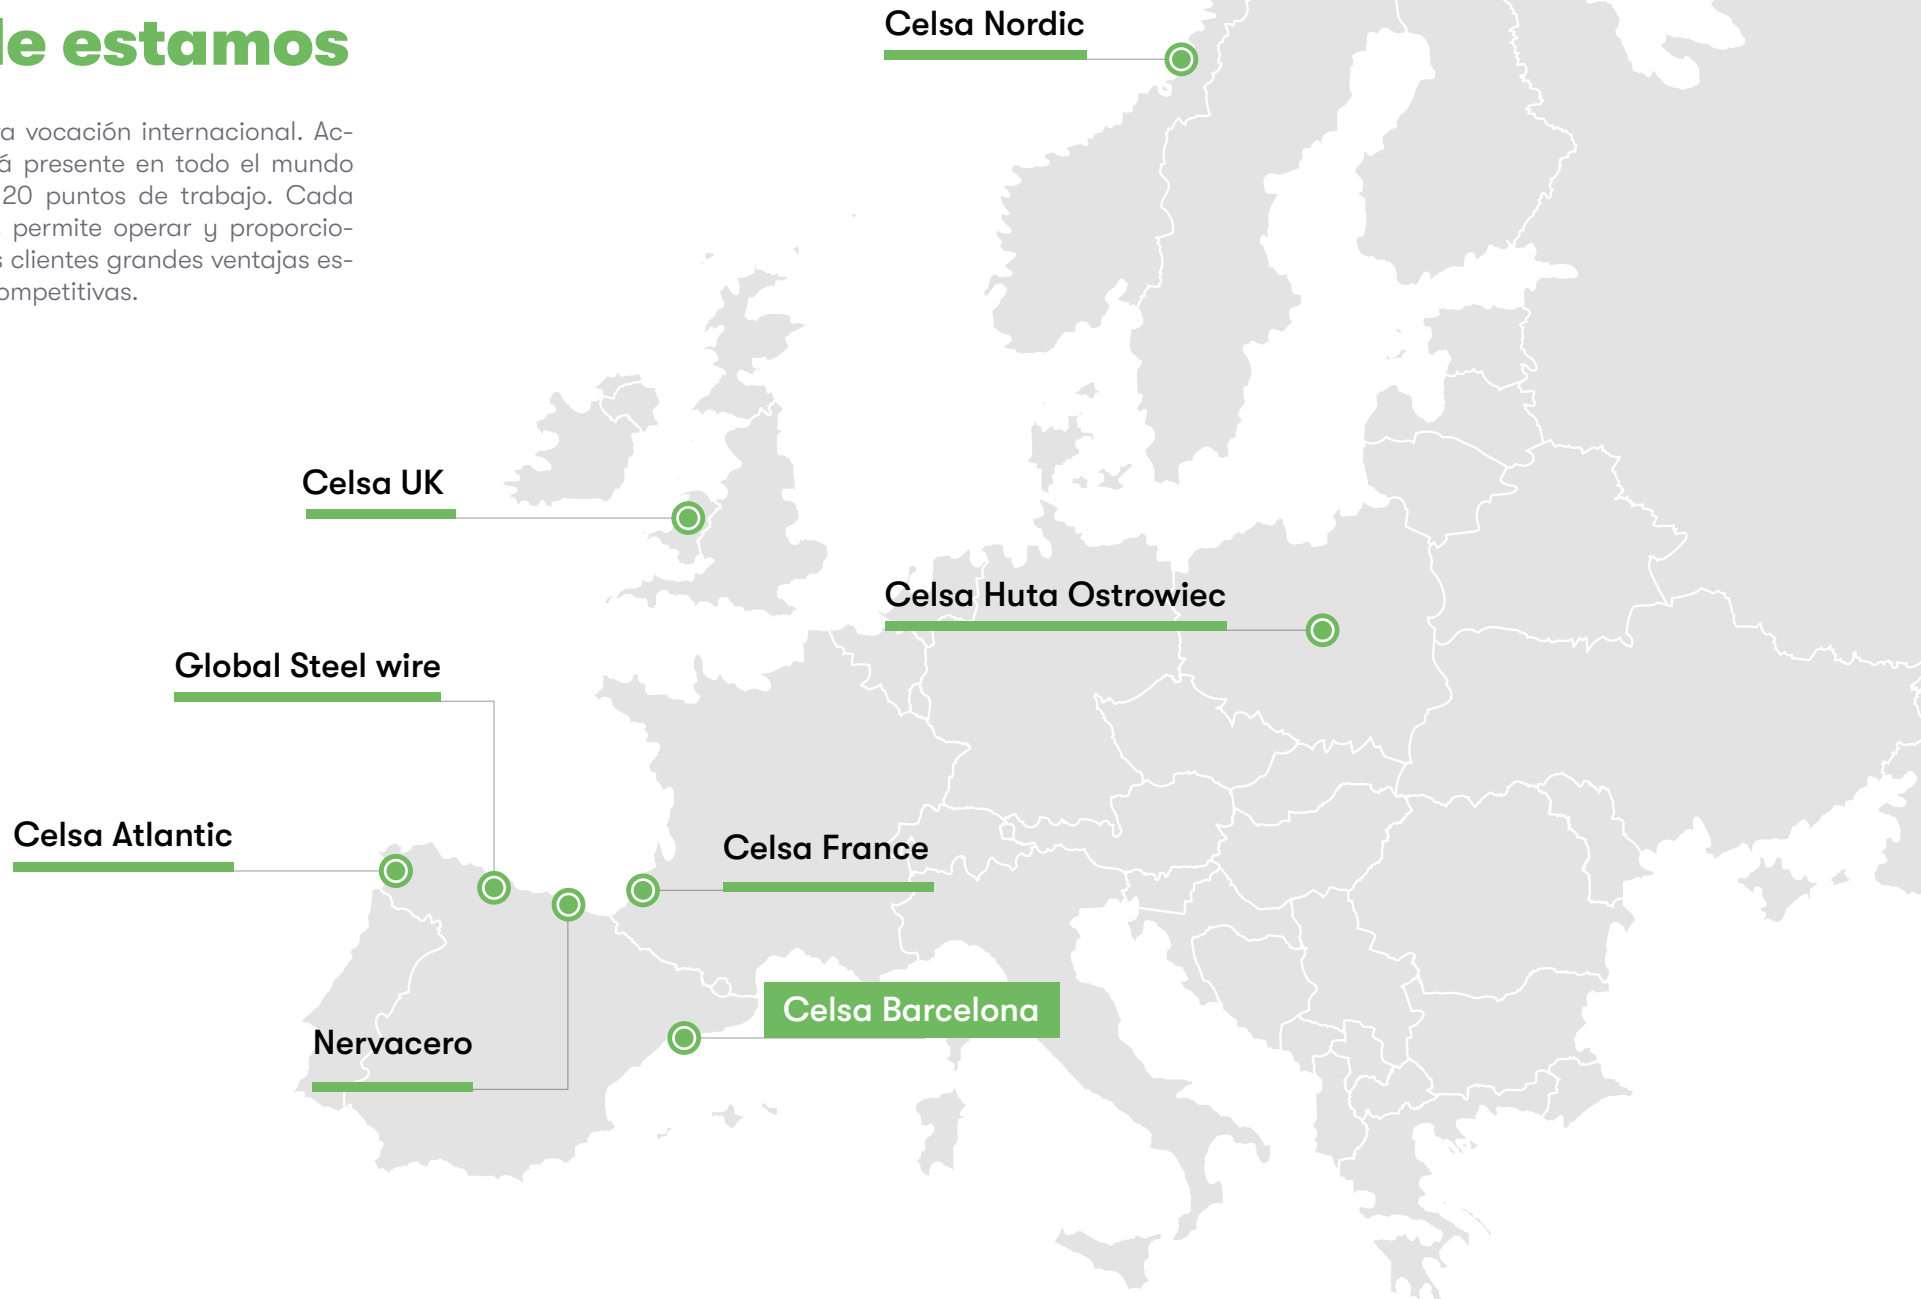 estamos
vocación internacional. Ac-
presente en todo el mundo
20 puntos de trabajo. Cada
permite operar y proporcio-
clientes grandes ventajas es-
ompetitivas.
Celsa Nordic
Celsa UK
Celsa Huta Ostrowiec
Global Steel wire
Celsa Atlantic
Celsa France
Celsa Barcelona
Nervacero